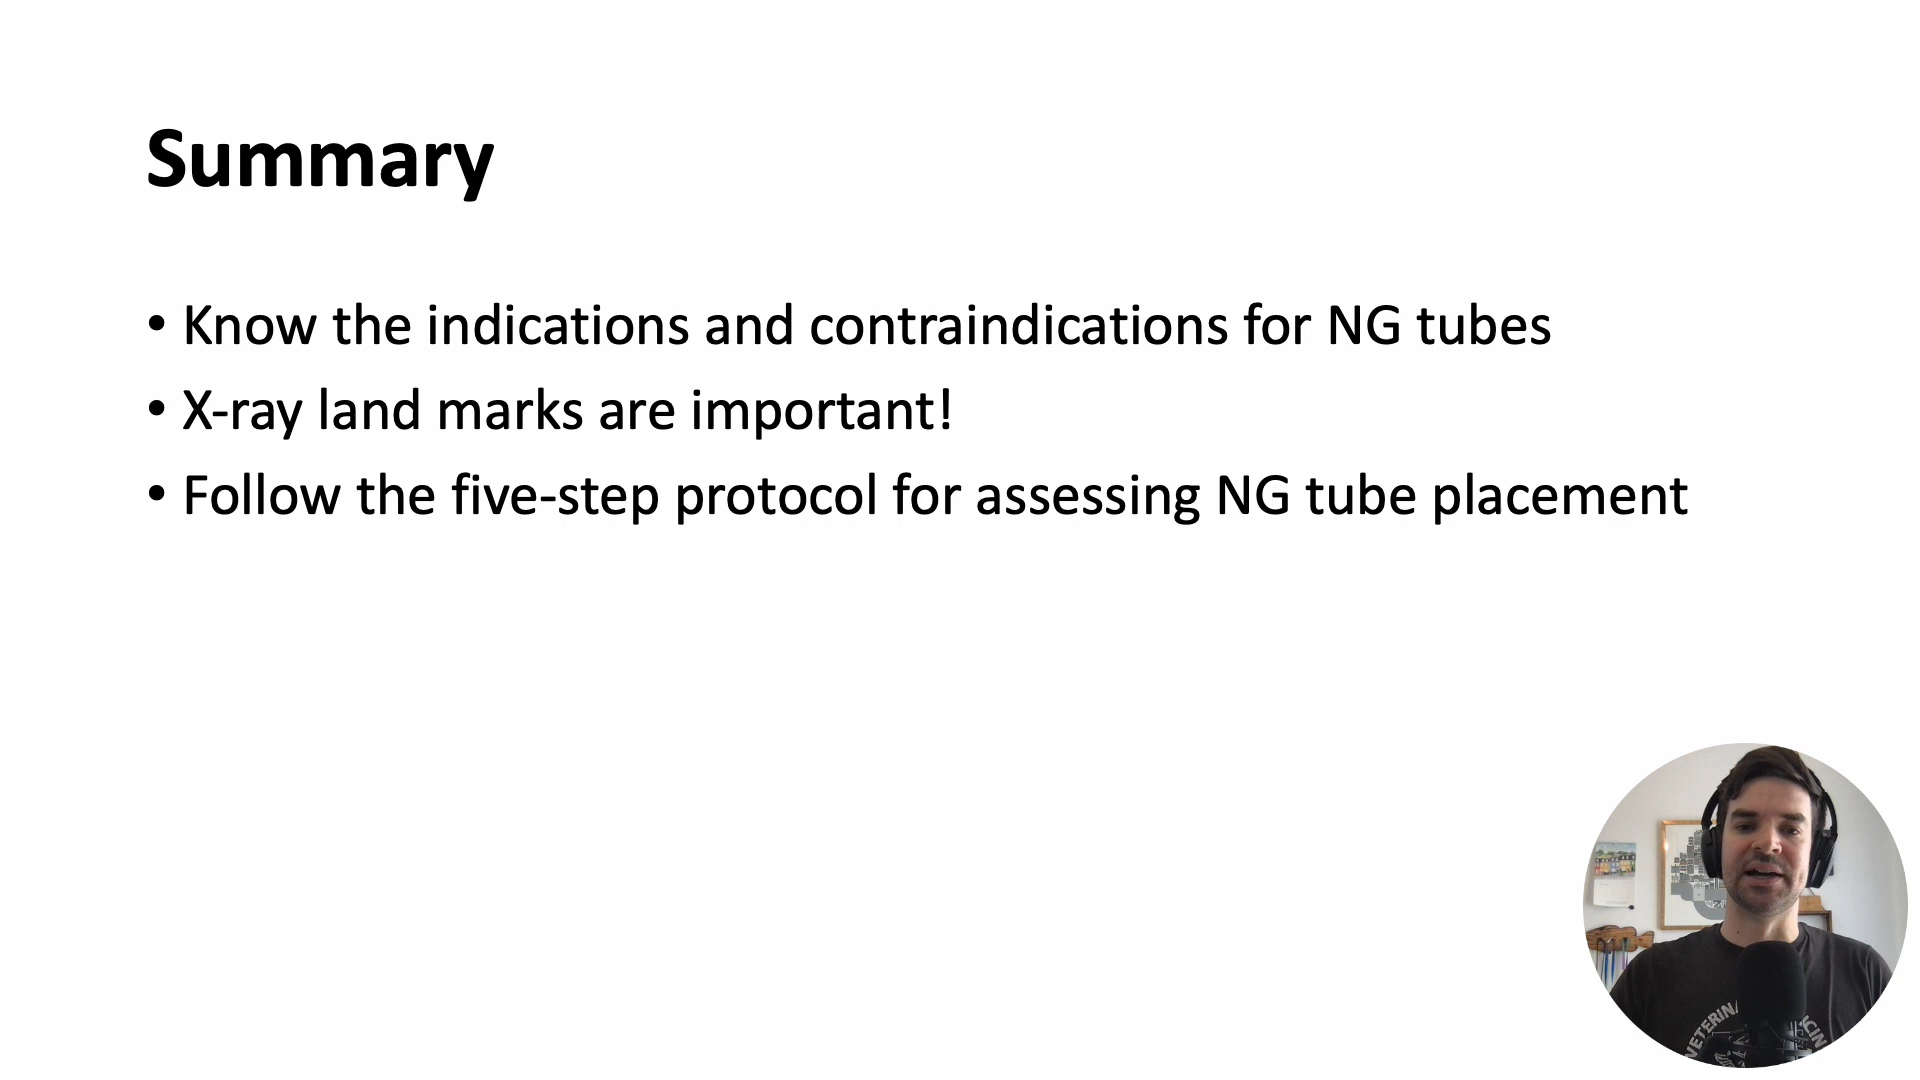 Summary
• Know the indications and contraindications for NG tubes
• X-ray land marks are important!
• Follow the five-step protocol for assessing NG tube placement